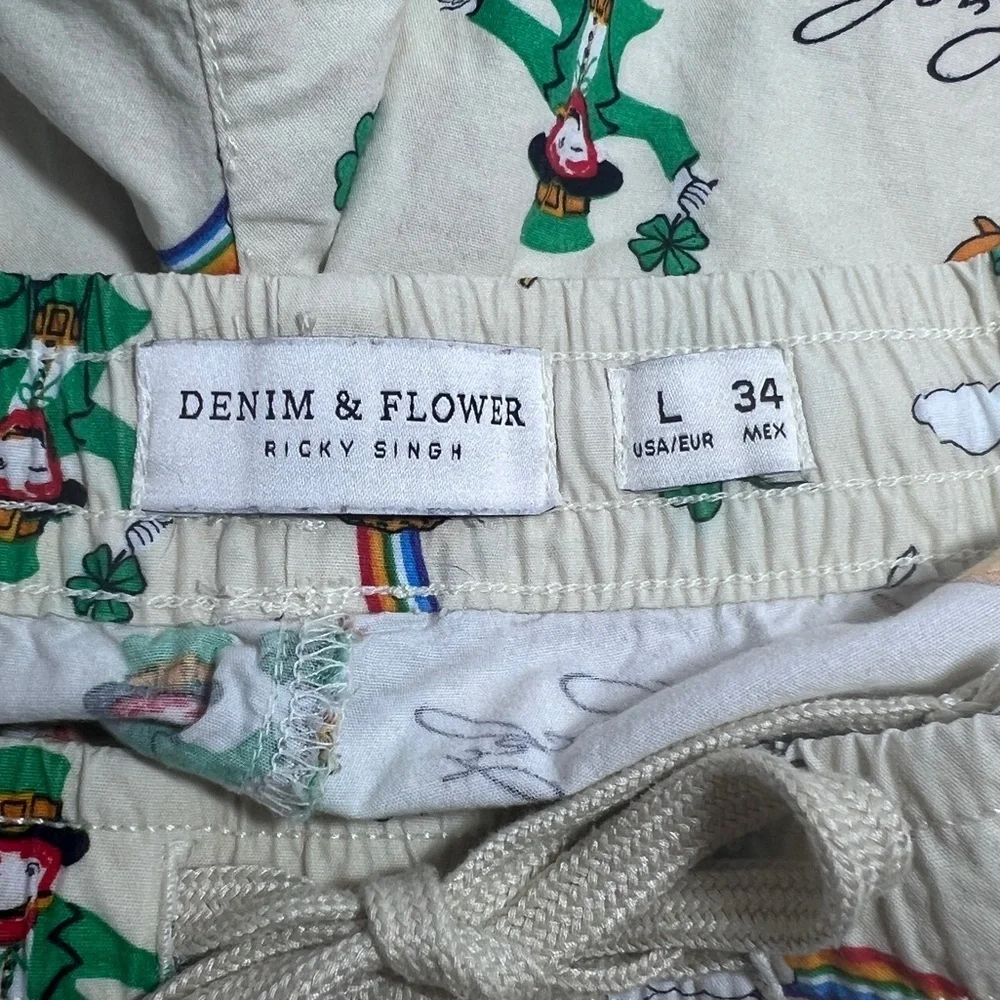 DENIM & FLOWER
RICKY SINGH
L
USA/EUR
34
MEX